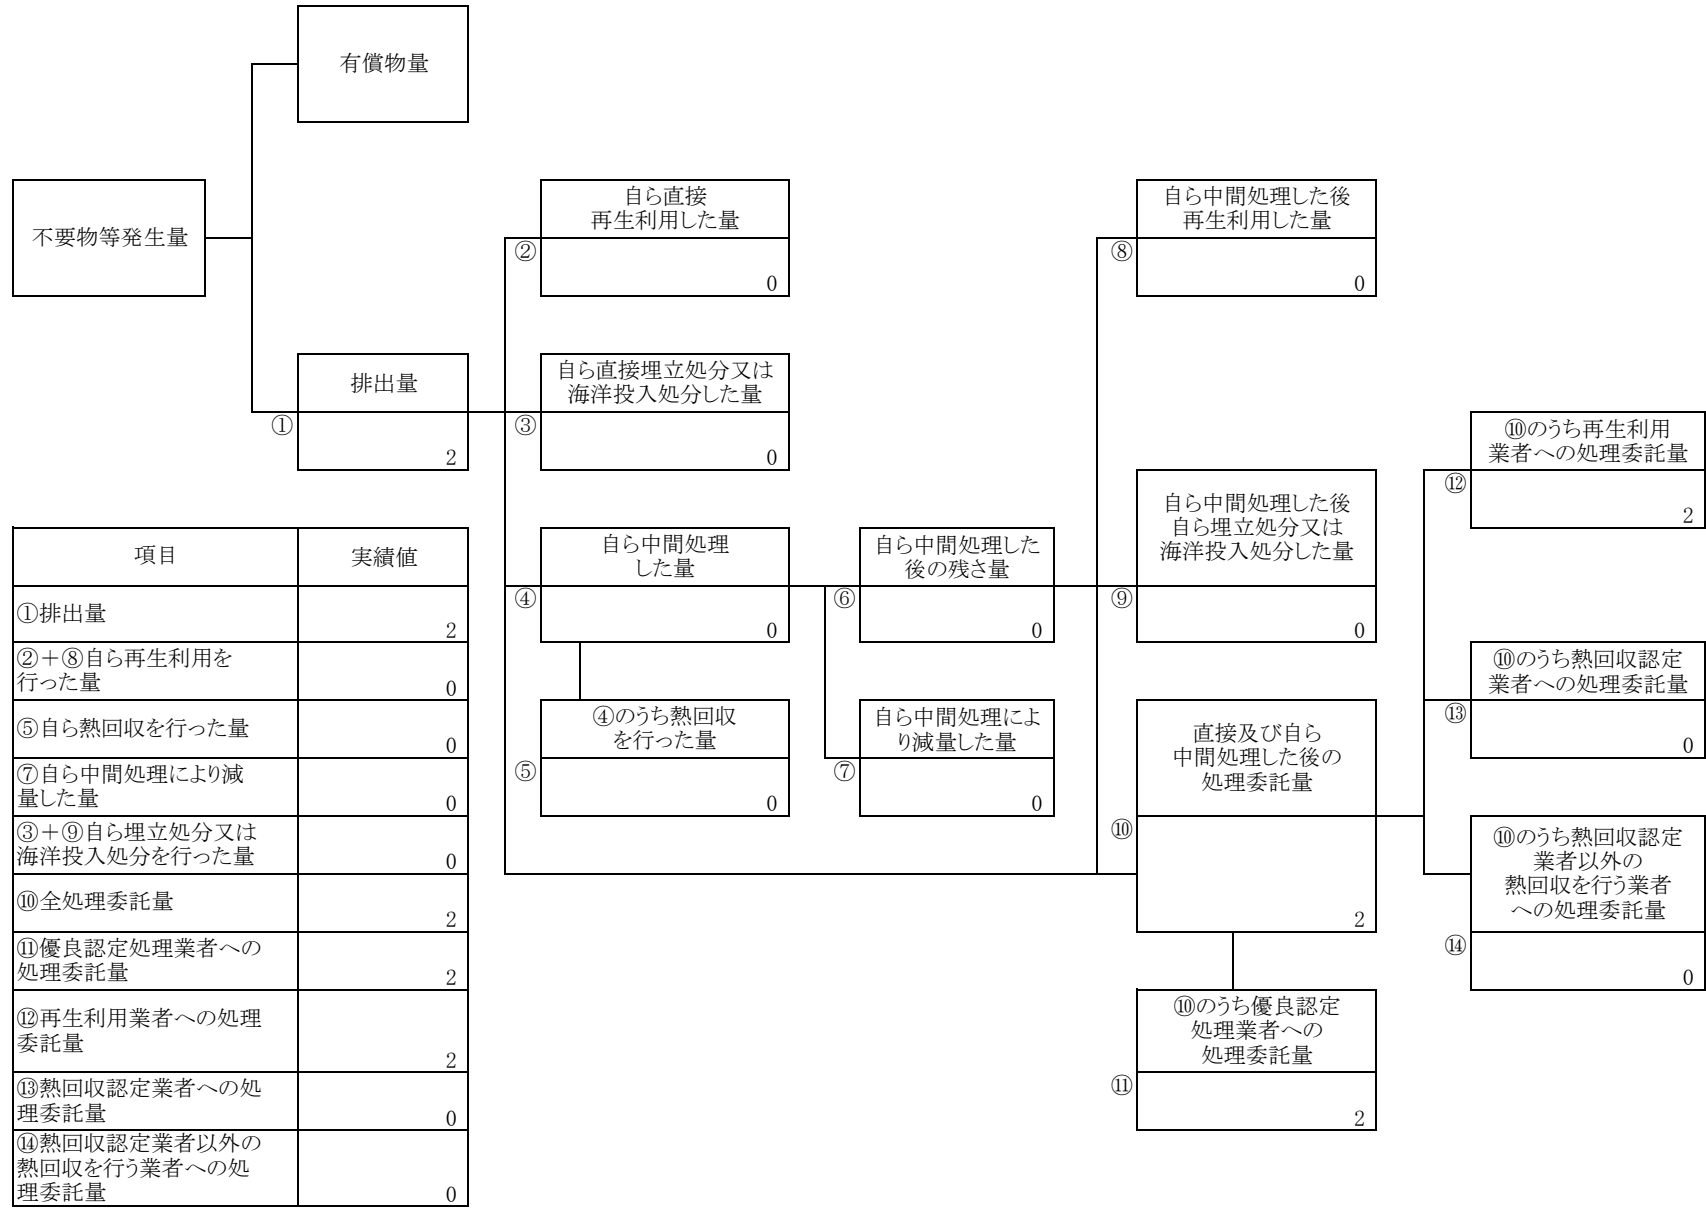 有償物量
不要物等発生量
排出量
①
2
自ら直接
再生利用した量
②
0
自ら直接埋立処分又は
海洋投入処分した量
③
0
自ら中間処理
した量
④
0
④のうち熱回収
を行った量
⑤
0
自ら中間処理した
後の残さ量
⑥
0
自ら中間処理によ
り減量した量
⑦
0
自ら中間処理した後
再生利用した量
⑧
0
自ら中間処理した後
自ら埋立処分又は
海洋投入処分した量
⑨
0
直接及び自ら
中間処理した後の
処理委託量
⑩
2
⑩のうち優良認定
処理業者への
処理委託量
⑪
2
⑩のうち再生利用
業者への処理委託量
⑫
2
⑩のうち熱回収認定
業者への処理委託量
⑬
0
⑩のうち熱回収認定
業者以外の
熱回収を行う業者
への処理委託量
⑭
0
項目 実績値
①排出量
2
②＋⑧自ら再生利用を
行った量
0
⑤自ら熱回収を行った量
0
⑦自ら中間処理により減
量した量
0
③＋⑨自ら埋立処分又は
海洋投入処分を行った量
0
⑩全処理委託量
2
⑪優良認定処理業者への
処理委託量
2
⑫再生利用業者への処理
委託量
2
⑬熱回収認定業者への処
理委託量
0
⑭熱回収認定業者以外の
熱回収を行う業者への処
理委託量
0